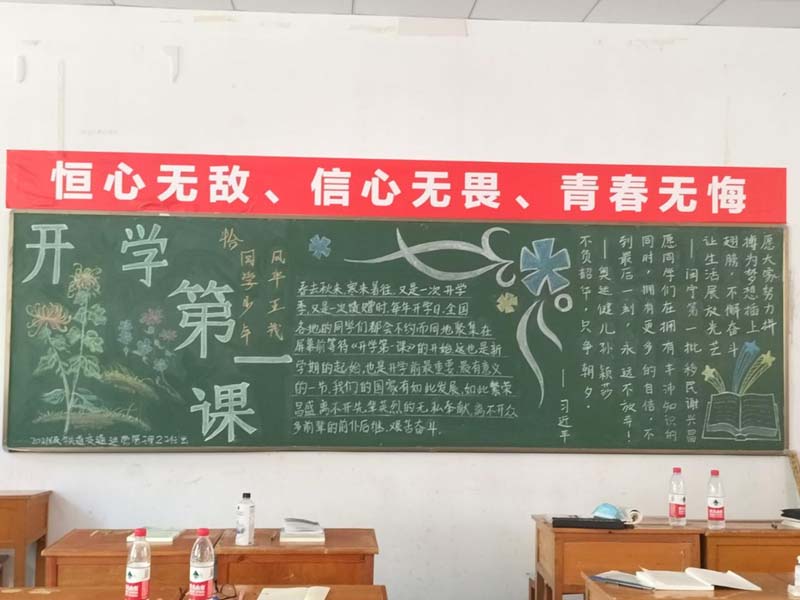 恒心无敌、信心无畏、青春无悔
开学
第一课
恰同学少年
风华正茂
春去秋来,寒来暑往,又是一次开学
季,又是一次馈赠时.每年开学日,全国
各地的同学们都会不约而同地聚集在
屏幕前等待《开学第一课》的开始.这也是新
学期的起始,也是开学前最重要、最有意义
的一节.我们的国家有如此发展,如此繁荣
昌盛,离不开先辈英烈的无私奉献,离不开众
多前辈的前仆后继、艰苦奋斗.
愿大家努力拼
搏为梦想插上
翅膀,不懈奋斗
让生活展放光芒
——闽宁第一批移民谢兴昌
愿同学们在拥有丰沛知识的
同时,拥有更多的自信,不
到最后一刻,永远不放弃!
——奥运健儿孙颖莎
不负韶华,只争朝夕。
——习近平